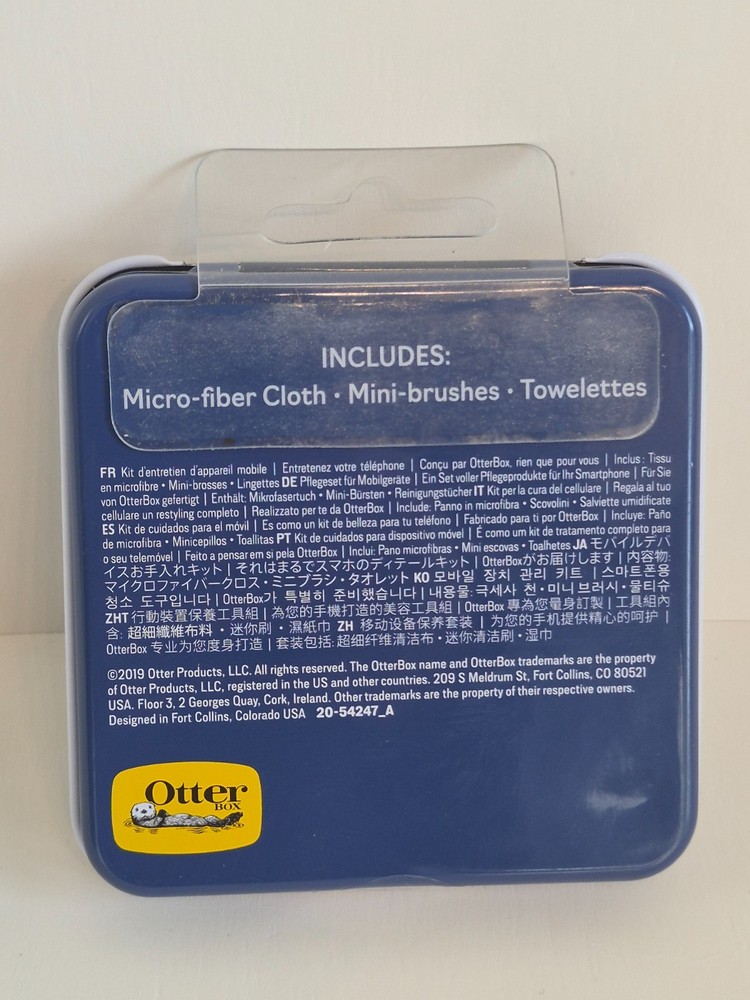 INCLUDES:
Micro-fiber Cloth · Mini-brushes · Towelettes
FR Kit d'entretien d'appareil mobile | Entretenez votre téléphone | Conçu par OtterBox, rien que pour vous | Inclus : Tissu
en microfibre • Mini-brosses • Lingettes DE Pflegeset für Mobilgeräte | Ein Set voller Pflegeprodukte für Ihr Smartphone | Für Sie
von OtterBox gefertigt | Enthält: Mikrofasertuch • Mini-Bürsten • Reinigungstücher IT Kit per la cura del cellulare | Regala al tuo
cellulare un restyling completo | Realizzato per te da OtterBox | Include: Panno in microfibra • Scovolini • Salviette umidificate
ES Kit de cuidados para el móvil | Es como un kit de belleza para tu teléfono | Fabricado para ti por OtterBox | Incluye: Paño
de microfibra • Minicepillos • Toallitas PT Kit de cuidados para dispositivo móvel | É como um kit de tratamento completo para
o seu telemóvel | Feito a pensar em si pela OtterBox | Inclui: Pano microfibras • Mini escovas • Toalhetes JA モバイルデバ
イスお手入れキット | それはまるでスマホのディテールキット | OtterBoxがお届けします | 内容物:
マイクロファイバークロス・ミニブラシ・タオレット KO 모바일 장치 관리 키트 | 스마트폰용
청소 도구입니다 | OtterBox가 특별히 준비했습니다 | 내용물: 극세사 천•미니 브러시•물티슈
ZHT 行動裝置保養工具組 | 為您的手機打造的美容工具組 | OtterBox 專為您量身訂製 | 工具組內
含: 超細纖維布料 • 迷你刷 • 濕紙巾 ZH 移动设备保养套装 | 为您的手机提供精心的呵护 |
OtterBox 专业为您度身打造 | 套装包括: 超细纤维清洁布 • 迷你清洁刷 • 湿巾
©2019 Otter Products, LLC. All rights reserved. The OtterBox name and OtterBox trademarks are the property
of Otter Products, LLC, registered in the US and other countries. 209 S Meldrum St, Fort Collins, CO 80521
USA. Floor 3, 2 Georges Quay, Cork, Ireland. Other trademarks are the property of their respective owners.
Designed in Fort Collins, Colorado USA 20-54247_A
Otter
BOX